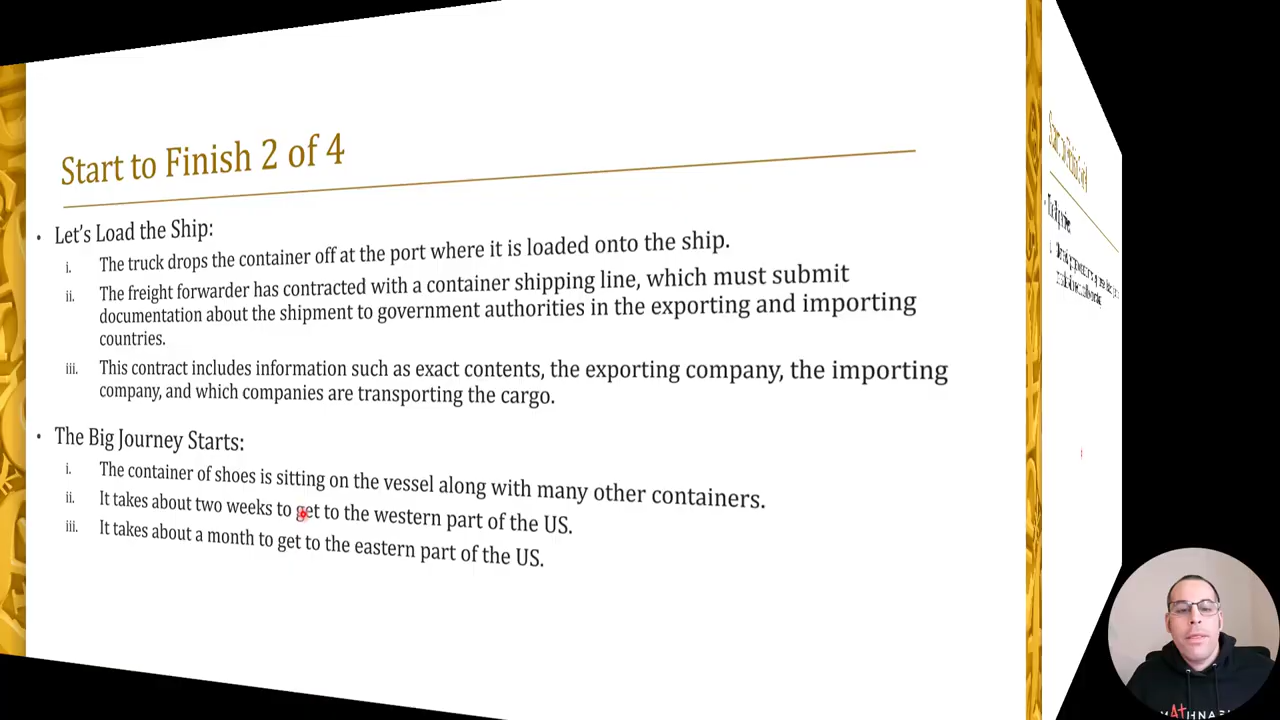 Start to Finish 2 of 4
• Let's Load the Ship:
i. The truck drops the container off at the port where it is loaded onto the ship.
ii. The freight forwarder has contracted with a container shipping line, which must submit
documentation about the shipment to government authorities in the exporting and importing
countries.
iii. This contract includes information such as exact contents, the exporting company, the importing
company, and which companies are transporting the cargo.
• The Big Journey Starts:
i. The container of shoes is sitting on the vessel along with many other containers.
ii. It takes about two weeks to get to the western part of the US.
iii. It takes about a month to get to the eastern part of the US.